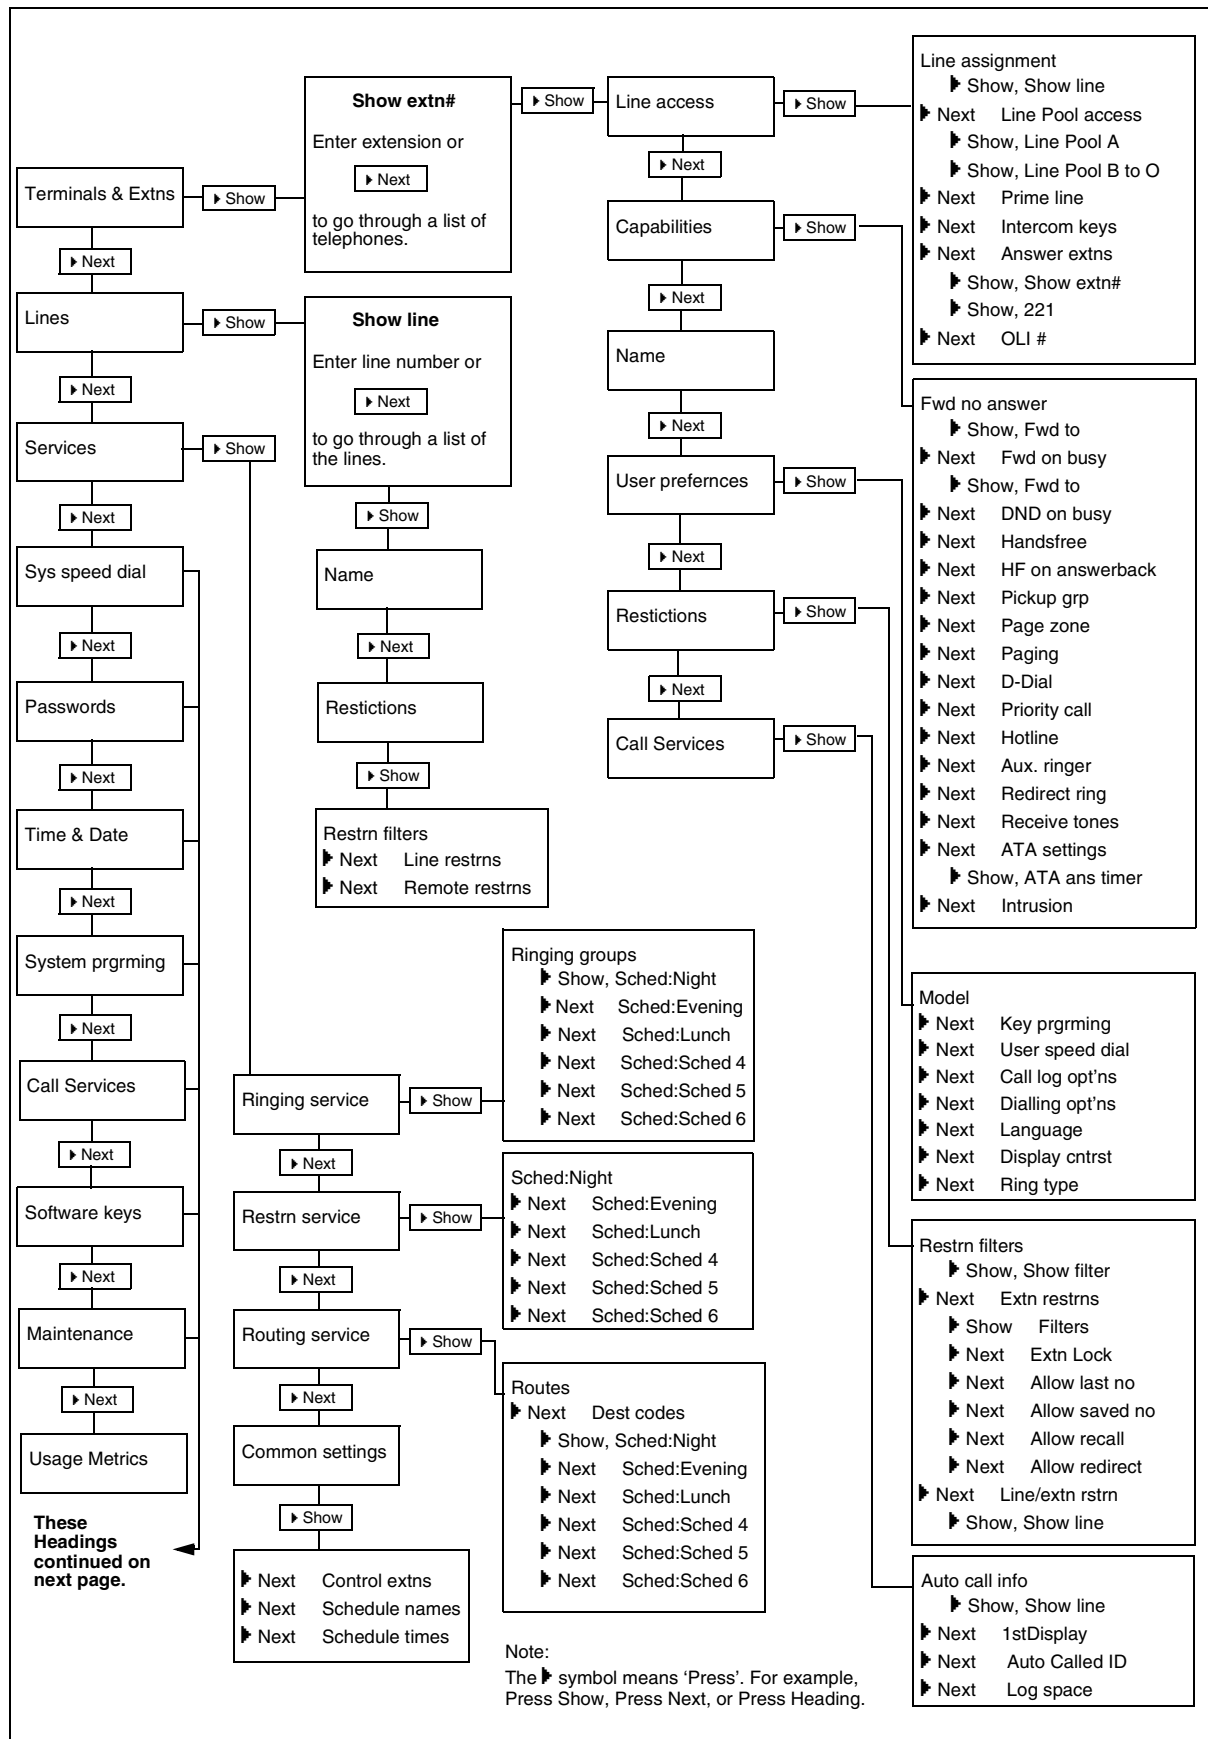 Terminals & Extns
Show
Next
Lines
Show
Next
Services
Show
Next
Sys speed dial
Next
Passwords
Next
Time & Date
Next
System prgrming
Next
Call Services
Next
Software keys
Next
Maintenance
Next
Usage Metrics
These
Headings
continued on
next page.
Show extn#
Enter extension or
Next
to go through a list of
telephones.
Show
Show line
Enter line number or
Next
to go through a list of
the lines.
Show
Name
Next
Restictions
Show
Restrn filters
Next Line restrns
Next Remote restrns
Ringing service
Show
Next
Restrn service
Show
Next
Routing service
Show
Next
Common settings
Show
Next Control extns
Next Schedule names
Next Schedule times
Ringing groups
Show, Sched:Night
Next Sched:Evening
Next Sched:Lunch
Next Sched:Sched 4
Next Sched:Sched 5
Next Sched:Sched 6
Sched:Night
Next Sched:Evening
Next Sched:Lunch
Next Sched:Sched 4
Next Sched:Sched 5
Next Sched:Sched 6
Routes
Next Dest codes
Show, Sched:Night
Next Sched:Evening
Next Sched:Lunch
Next Sched:Sched 4
Next Sched:Sched 5
Next Sched:Sched 6
Note:
The symbol means ‘Press’. For example,
Press Show, Press Next, or Press Heading.
Line access
Show
Next
Capabilities
Show
Next
Name
Next
User prefernces
Show
Next
Restictions
Show
Next
Call Services
Show
Line assignment
Show, Show line
Next Line Pool access
Show, Line Pool A
Show, Line Pool B to O
Next Prime line
Next Intercom keys
Next Answer extns
Show, Show extn#
Show, 221
Next OLI #
Fwd no answer
Show, Fwd to
Next Fwd on busy
Show, Fwd to
Next DND on busy
Next Handsfree
Next HF on answerback
Next Pickup grp
Next Page zone
Next Paging
Next D-Dial
Next Priority call
Next Hotline
Next Aux. ringer
Next Redirect ring
Next Receive tones
Next ATA settings
Show, ATA ans timer
Next Intrusion
Model
Next Key prgrming
Next User speed dial
Next Call log opt'ns
Next Dialling opt'ns
Next Language
Next Display cntrst
Next Ring type
Restrn filters
Show, Show filter
Next Extn restrns
Show Filters
Next Extn Lock
Next Allow last no
Next Allow saved no
Next Allow recall
Next Allow redirect
Next Line/extn rstrn
Show, Show line
Auto call info
Show, Show line
Next 1stDisplay
Next Auto Called ID
Next Log space